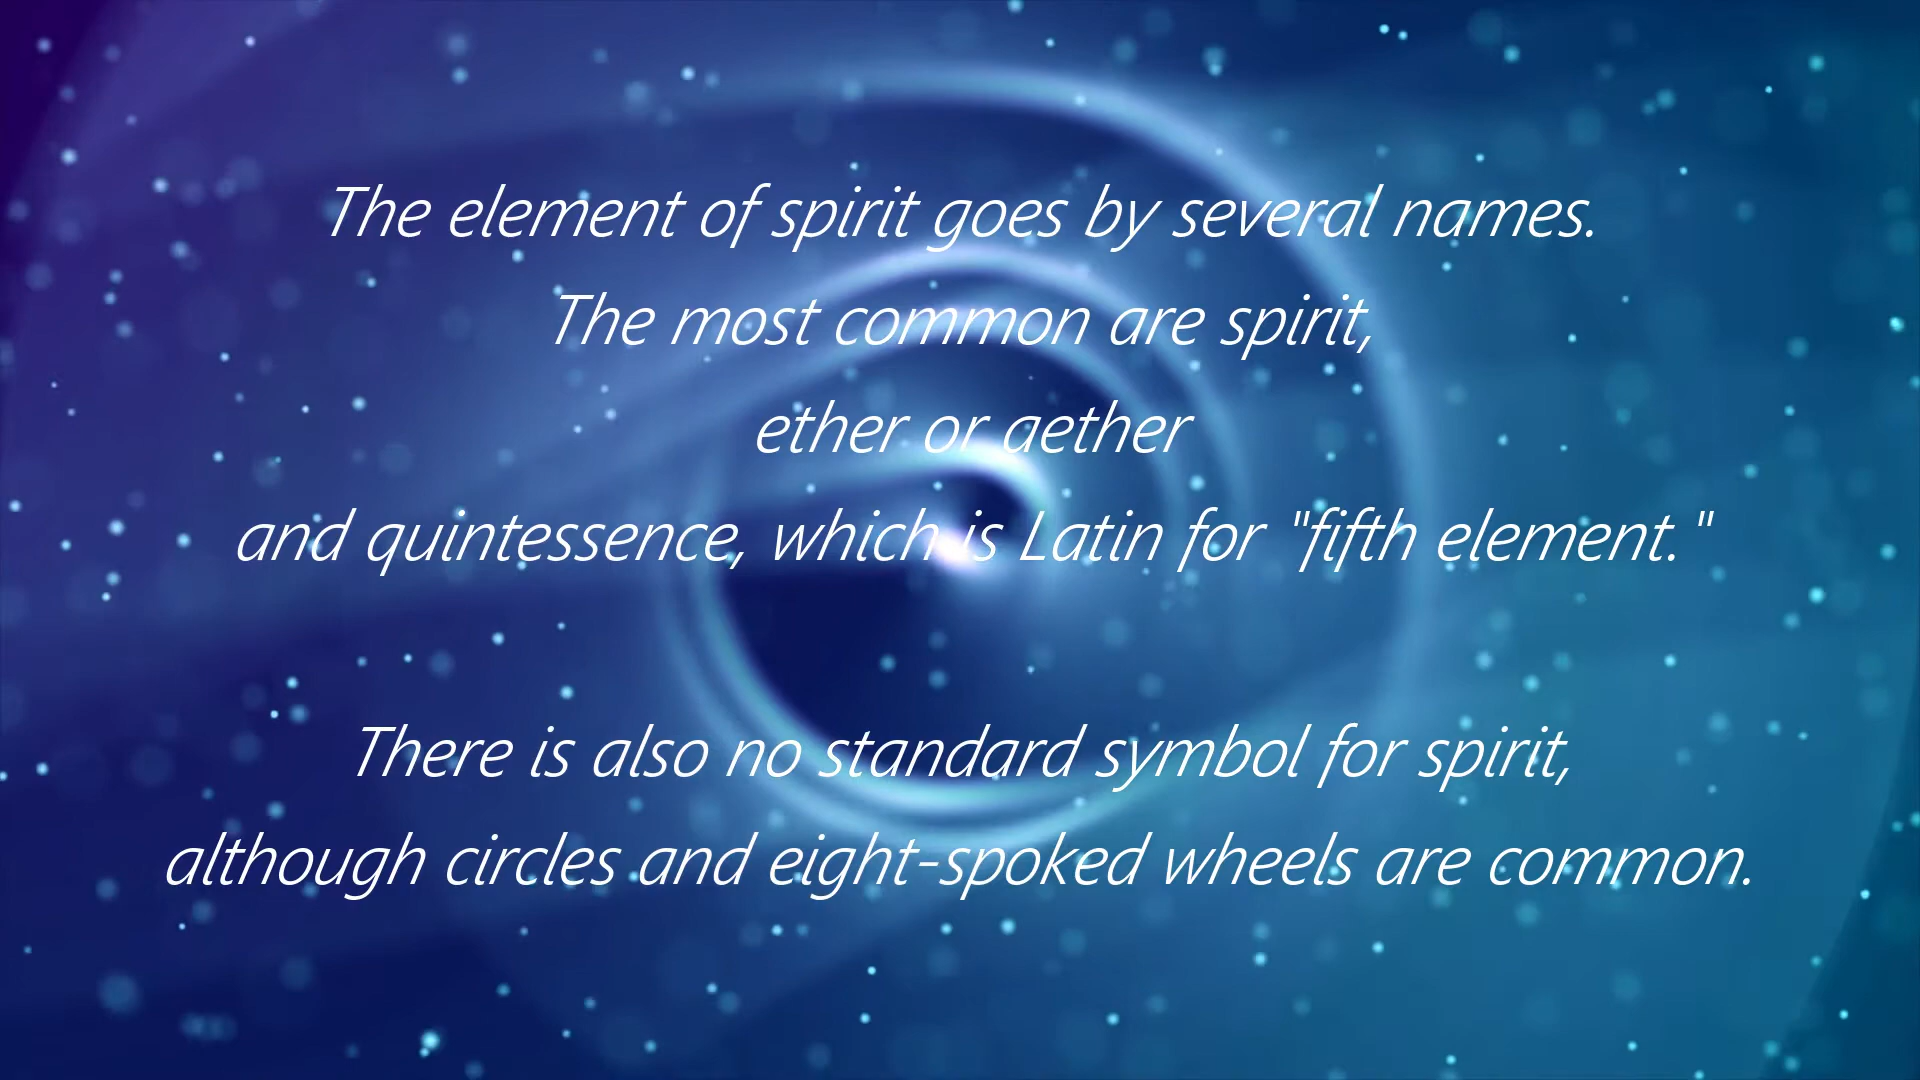 The element of spirit goes by several names.
The most common are spirit,
ether or aether
and quintessence, which is Latin for "fifth element."
There is also no standard symbol for spirit,
although circles and eight-spoked wheels are common.